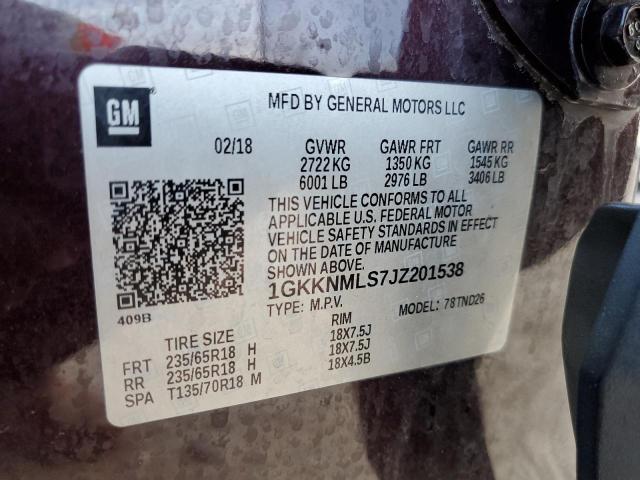 GM
MFD BY GENERAL MOTORS LLC
02/18 GVWR GAWR FRT GAWR RR
2722 KG 1350 KG 1545 KG
6001 LB 2976 LB 3406 LB
THIS VEHICLE CONFORMS TO ALL
APPLICABLE U.S. FEDERAL MOTOR
VEHICLE SAFETY STANDARDS IN EFFECT
ON THE DATE OF MANUFACTURE
SHOWN ABOVE.
1GKKNMLS7JZ201538
409B TYPE: M.P.V. MODEL: 78TND26
TIRE SIZE RIM
FRT 235/65R18 H 18X7.5J
RR 235/65R18 H 18X7.5J
SPA T135/70R18 M 18X4.5B